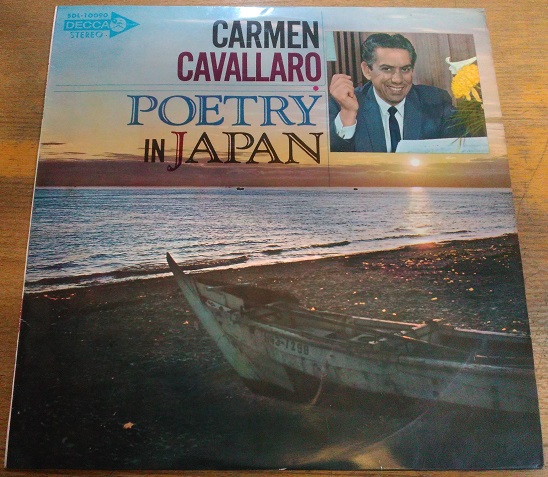 SDL-10090
DECCA
STEREO
CARMEN
CAVALLARO
POETRY
IN JAPAN